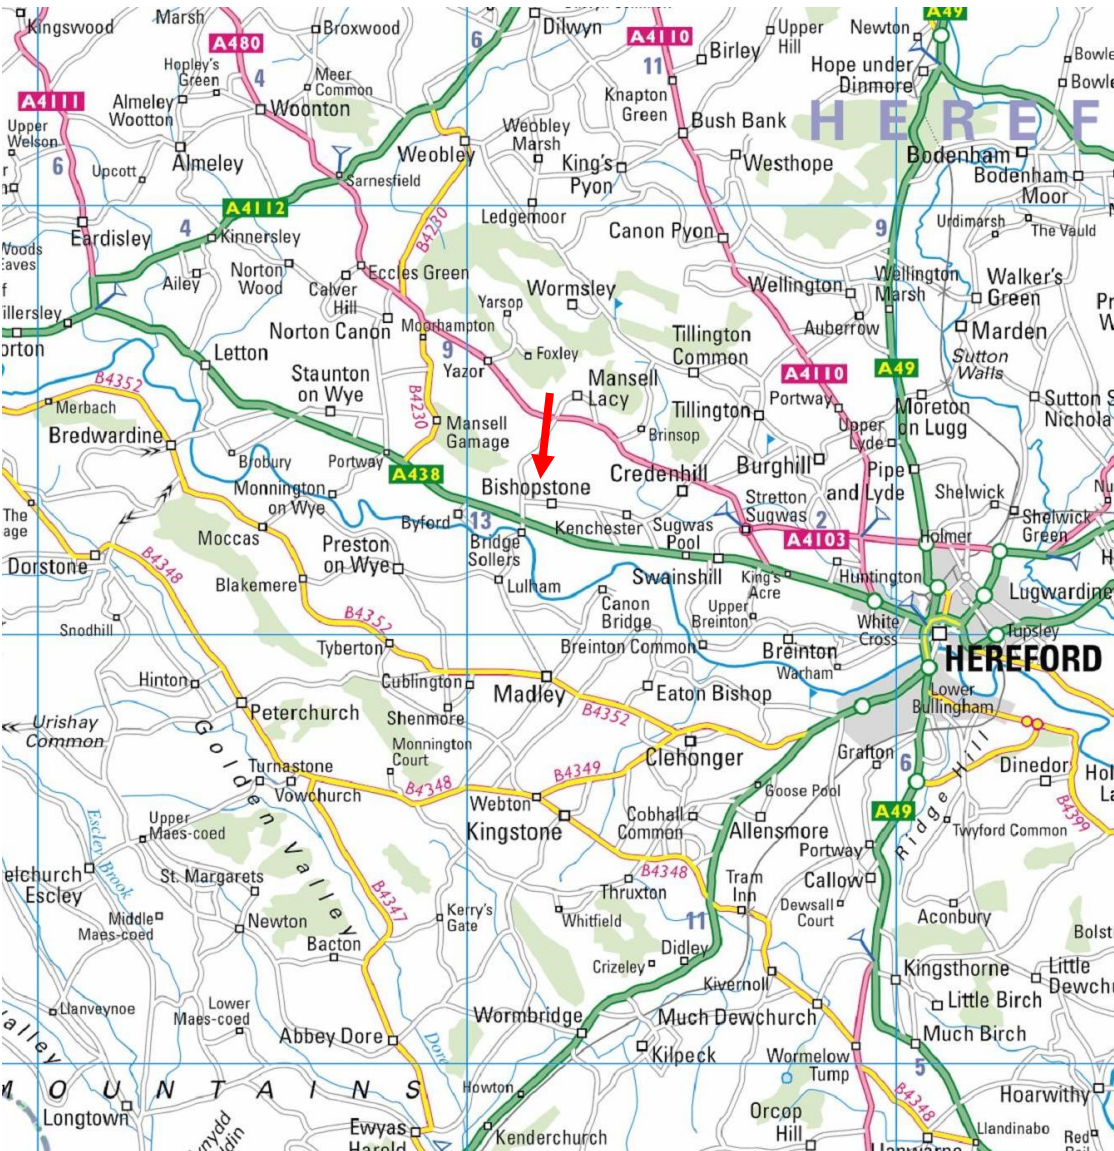 Kingswood
Marsh
Broxwood
Dilwyn
A4110
Birley
Upper
Hill
Newton
A49
A480
6
Hopley's
Green
4
Meer
Common
11
Hope under
Dinmore
A4111
Almeley
Wootton
Woonton
Knapton
Green
HEREF
Upper
Welson
Weobley
Marsh
Bush Bank
6
Upcott
Almeley
Weobley
King's
Pyon
Westhope
Bodenham
Bodenham
Moor
Sarnesfield
A4112
4
B4230
Ledgemoor
Urdimarsh
The Vauld
Eardisley
Kinnersley
Canon Pyon
9
Ailey
Norton
Wood
Eccles Green
Calver
Hill
Wormsley
Wellington
Wellington
Marsh
Walker's
Green
Yarsop
Norton Canon
Moorhampton
Auberrow
Marden
Letton
9
Foxley
Tillington
Common
Sutton
Walls
Yazor
A4110
A49
B4352
Staunton
on Wye
Mansell
Lacy
Portway
Merbach
B4230
Tillington
Moreton
on Lugg
Bredwardine
Mansell
Gamage
Brinsop
Upper
Lyde
Brobury
Portway
A438
Credenhill
Burghill
Pipe
and Lyde
Monnington
on Wye
Bishopstone
Stretton
Sugwas
Shelwick
The
Byford
13
Kenchester
Sugwas
Pool
2
Shelwick
Green
Moccas
Bridge
Sollers
A4103
Holmer
Dorstone
Preston
on Wye
Swainshill
King's
Acre
Huntington
B4348
Blakemere
Lulham
Lugwardine
Canon
Bridge
Upper
Breinton
White
Cross
Snodhill
B4352
Tyberton
Breinton Common
Breinton
Tupsley
Warham
HEREFORD
Hinton
Cublington
Madley
Eaton Bishop
Lower
Bullingham
Peterchurch
Shenmore
B4352
Urishay
Common
Golden Valley
Monnington
Court
Clehonger
Grafton
6
Ridge Hill
Turnastone
B4349
Dinedor
Vowchurch
B4348
Webton
Goose Pool
B4399
Upper
Maes-coed
Kingstone
Cobhall
Common
Allensmore
A49
Twyford Common
Escley Brook
Portway
Escley
St. Margarets
B4348
Tram
Inn
Callow
B4347
Thruxton
Middle
Maes-coed
Newton
Kerry's
Gate
Whitfield
Dewsall
Court
Aconbury
Bacton
11
Didley
Crizeley
Kivernoll
Kingsthorne
Little
Llanveynoe
Lower
Maes-coed
Little Birch
Wormbridge
Much Dewchurch
Abbey Dore
Much Birch
Dore
Kilpeck
Wormelow
Tump
5
MOUNTAINS
Howton
B4348
Hoarwithy
Longtown
Orcop
Hill
Ewyas
Harold
Kenderchurch
Llandinabo